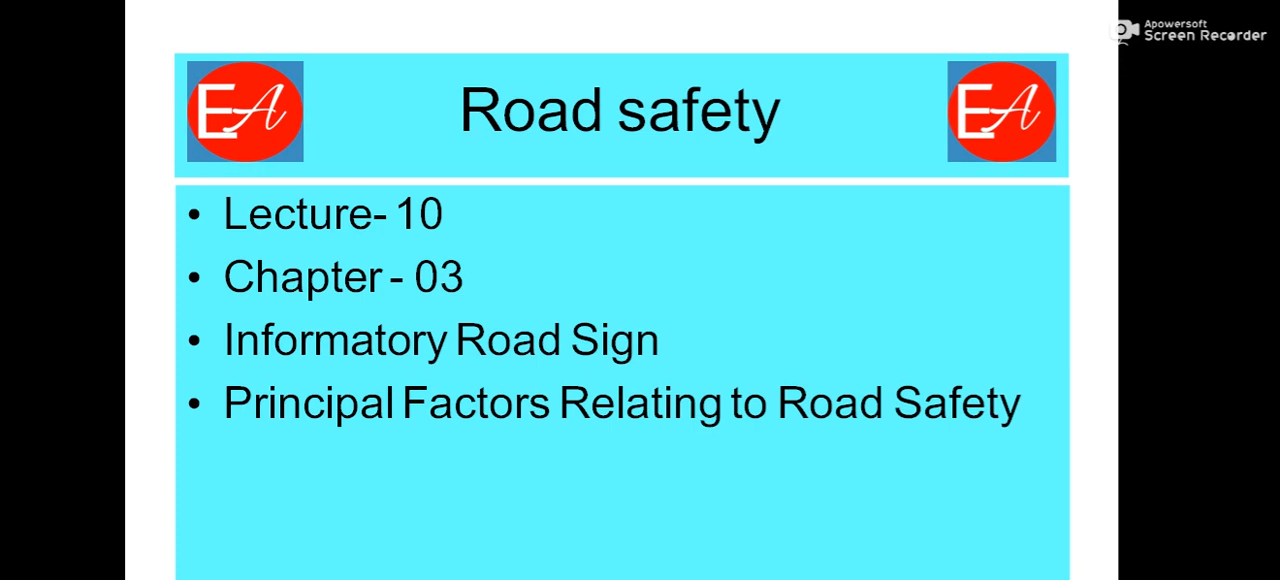 Apowersoft
Screen Recorder
EA
Road safety
EA
• Lecture- 10
• Chapter - 03
• Informatory Road Sign
• Principal Factors Relating to Road Safety